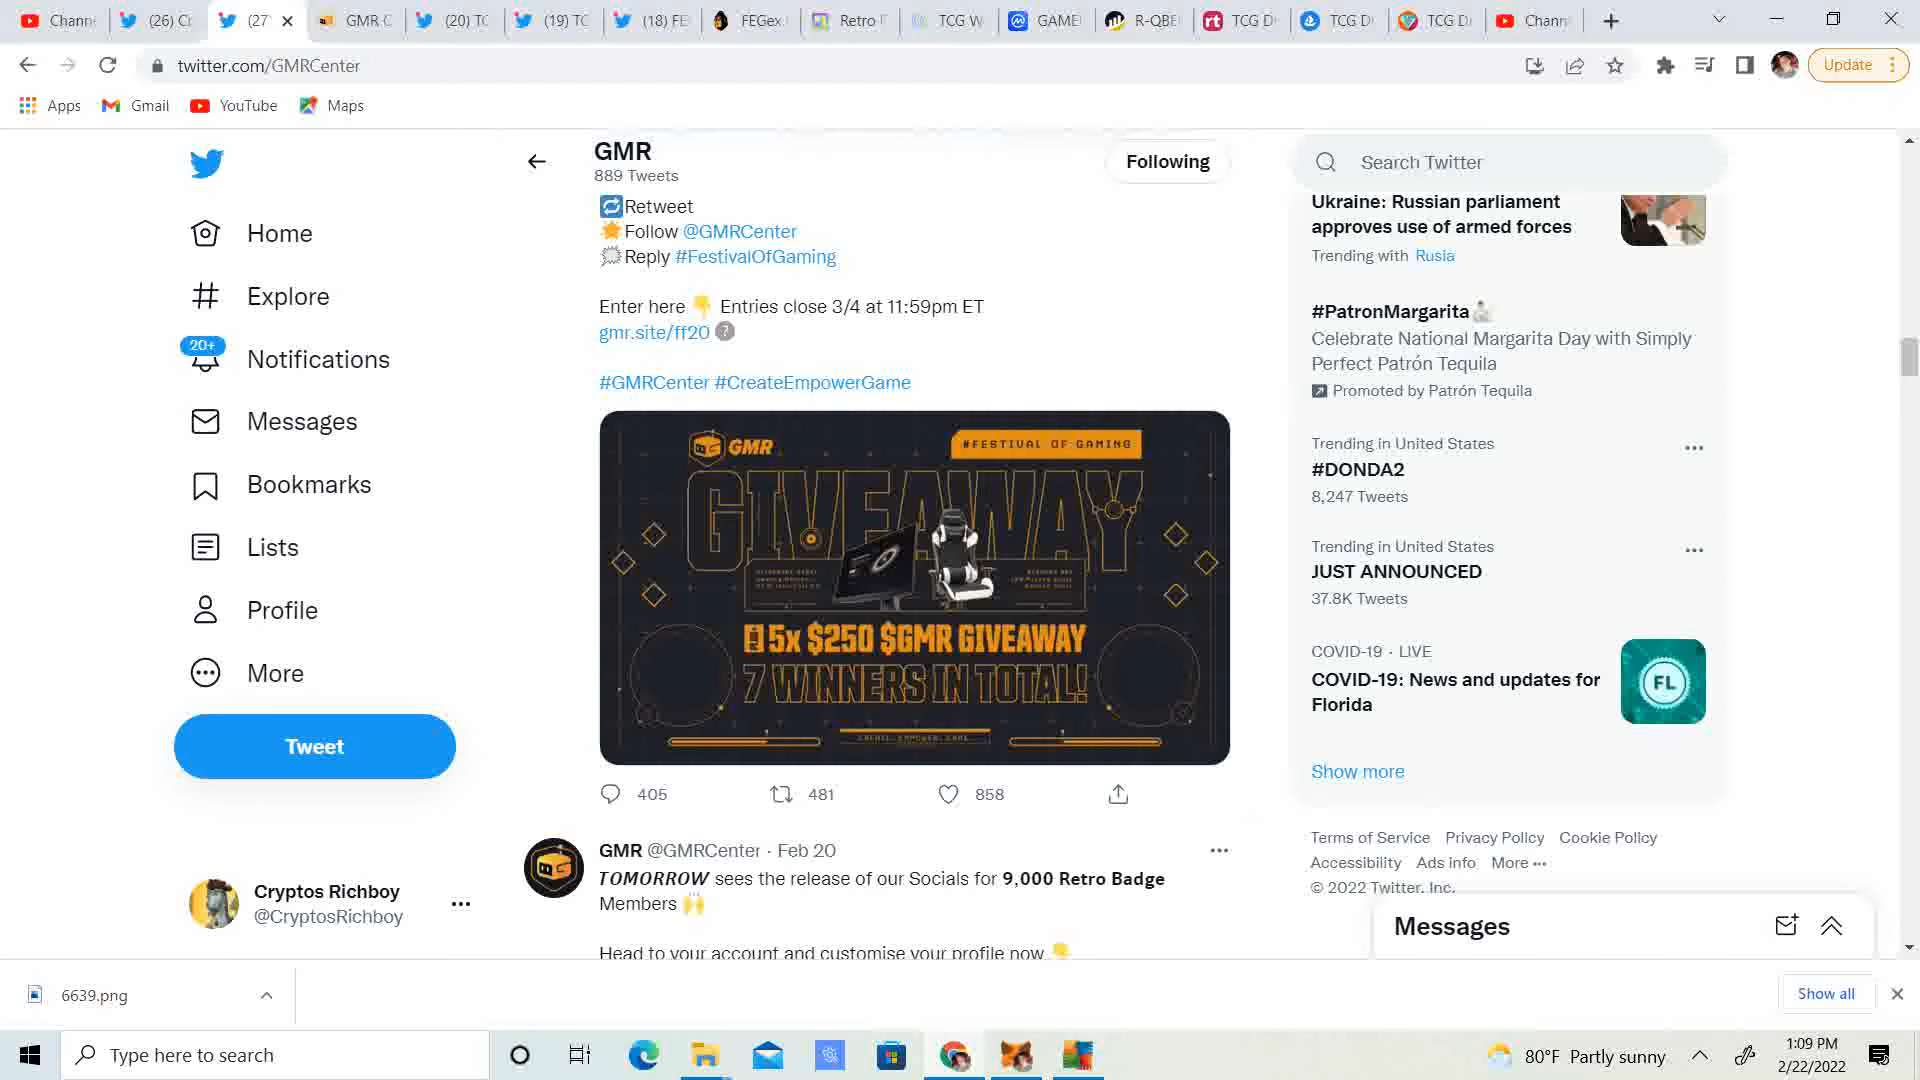 Chann
(26) Cr
(27
GMR C
(20) TC
(19) TC
(18) FE
FEGex
Retro
TCG W
GAME
R-QBE
TCG D
TCG D
TCG D
Chann
twitter.com/GMRCenter
Update
Apps
Gmail
YouTube
Maps
GMR
889 Tweets
Following
Search Twitter
Home
Explore
20+
Notifications
Messages
Bookmarks
Lists
Profile
More
Tweet
Cryptos Richboy
@CryptosRichboy
Retweet
Follow @GMRCenter
Reply #FestivalOfGaming
Enter here Entries close 3/4 at 11:59pm ET
gmr.site/ff20 ?
#GMRCenter #CreateEmpowerGame
GMR
#FESTIVAL OF GAMING
GIVEAWAY
5x $250 $GMR GIVEAWAY
7 WINNERS IN TOTAL!
CREATE. EMPOWER. GAME
405
481
858
GMR @GMRCenter · Feb 20
TOMORROW sees the release of our Socials for 9,000 Retro Badge
Members
Head to your account and customise your profile now
Ukraine: Russian parliament
approves use of armed forces
Trending with Rusia
#PatronMargarita
Celebrate National Margarita Day with Simply
Perfect Patrón Tequila
Promoted by Patrón Tequila
Trending in United States
#DONDA2
8,247 Tweets
Trending in United States
JUST ANNOUNCED
37.8K Tweets
COVID-19 · LIVE
COVID-19: News and updates for
Florida
FL
Show more
Terms of Service Privacy Policy Cookie Policy
Accessibility Ads info More ···
© 2022 Twitter, Inc.
Messages
6639.png
Show all
Type here to search
80°F Partly sunny
1:09 PM
2/22/2022